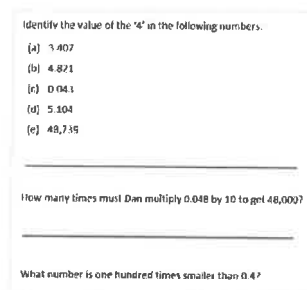 Identify the value of the '4' in the following numbers.
(a) 3.407
(b) 4.821
(c) 0.043
(d) 5.104
(e) 48,739
How many times must Dan multiply 0.048 by 10 to get 48,000?
What number is one hundred times smaller than 0.4?